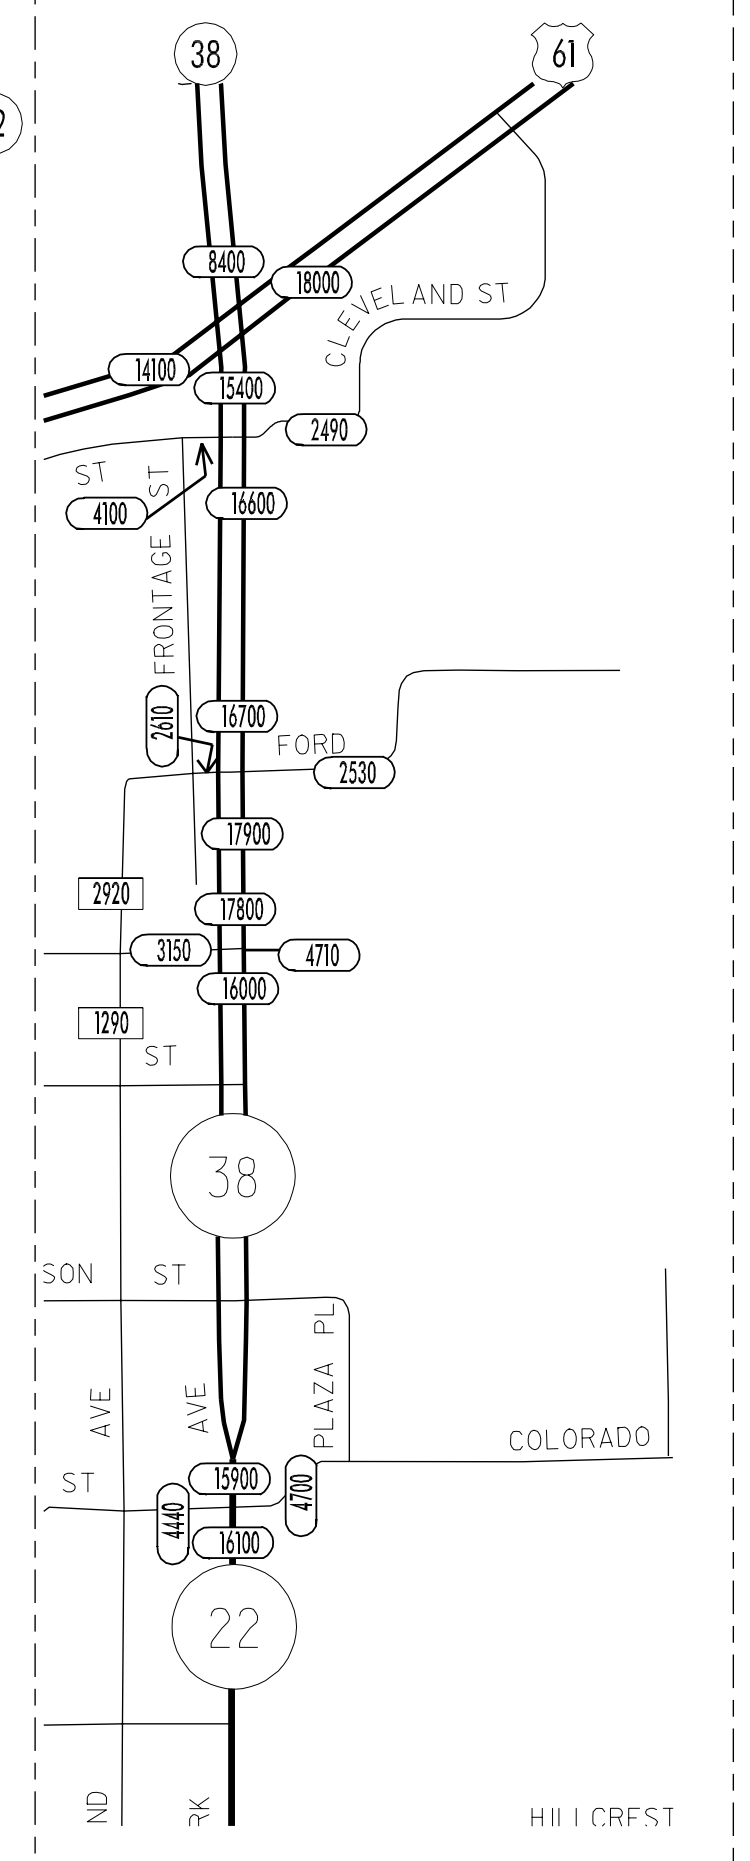 38
61
2
8400
18000
CLEVELAND ST
14100
15400
2490
ST
ST
4100
16600
FRONTAGE
2610
16700
FORD
2530
17900
2920
17800
3150
4710
16000
1290
ST
38
SON ST
PLAZA PL
AVE
AVE
COLORADO
ST
15900
4700
4440
16100
22
ND
RK
HILLCREST